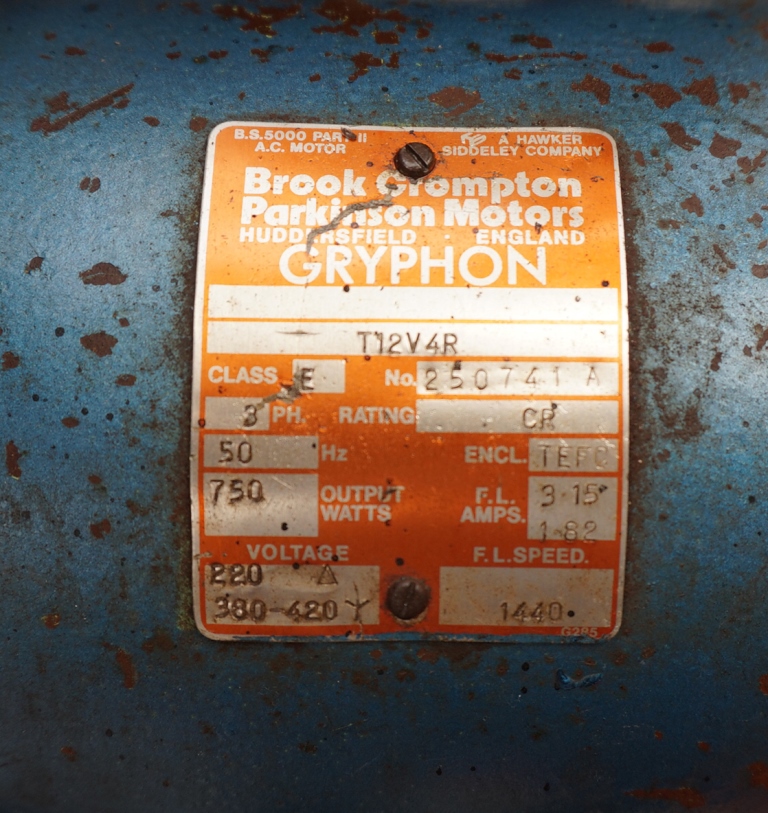 B.S.5000 PART II A HAWKER
A.C. MOTOR SIDDELEY COMPANY
Brook Crompton
Parkinson Motors
HUDDERSFIELD ENGLAND
GRYPHON
T12V4R
CLASS E No. 250741 A
3 PH. RATING CR
50 Hz ENCL. TEFC
750 OUTPUT WATTS F.L. AMPS. 3·15
1·82
VOLTAGE F.L.SPEED.
220 Δ
380-420 Y 1440
G295